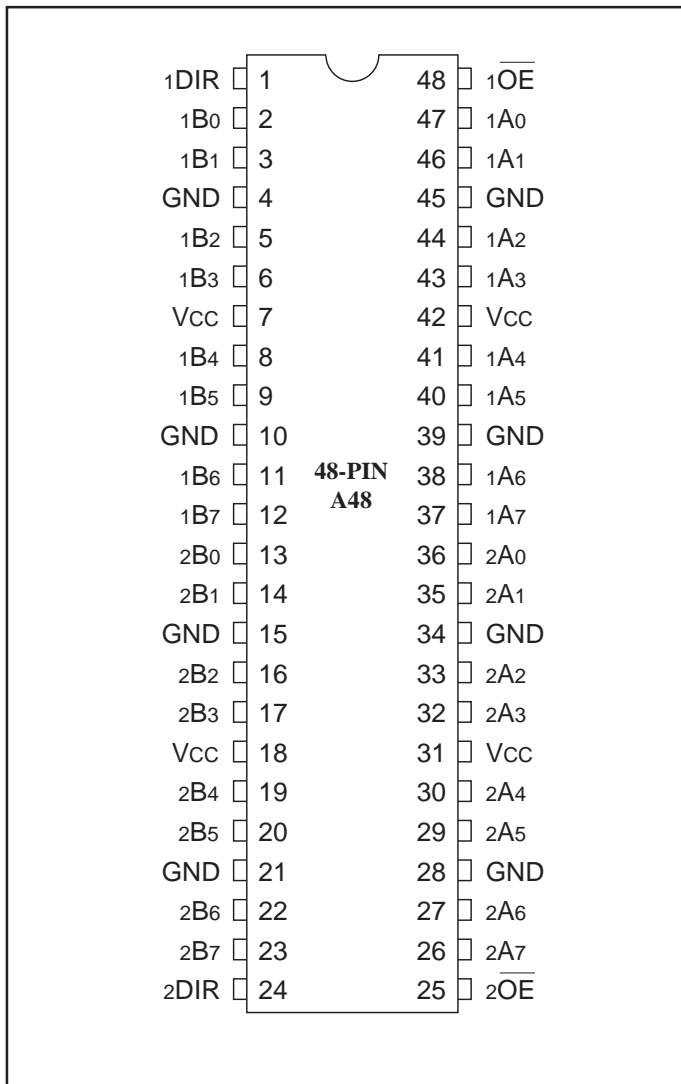 1DIR 1 48 1O̅E̅
1B0 2 47 1A0
1B1 3 46 1A1
GND 4 45 GND
1B2 5 44 1A2
1B3 6 43 1A3
VCC 7 42 VCC
1B4 8 41 1A4
1B5 9 40 1A5
GND 10 39 GND
1B6 11 48-PIN 38 1A6
A48
1B7 12 37 1A7
2B0 13 36 2A0
2B1 14 35 2A1
GND 15 34 GND
2B2 16 33 2A2
2B3 17 32 2A3
VCC 18 31 VCC
2B4 19 30 2A4
2B5 20 29 2A5
GND 21 28 GND
2B6 22 27 2A6
2B7 23 26 2A7
2DIR 24 25 2O̅E̅